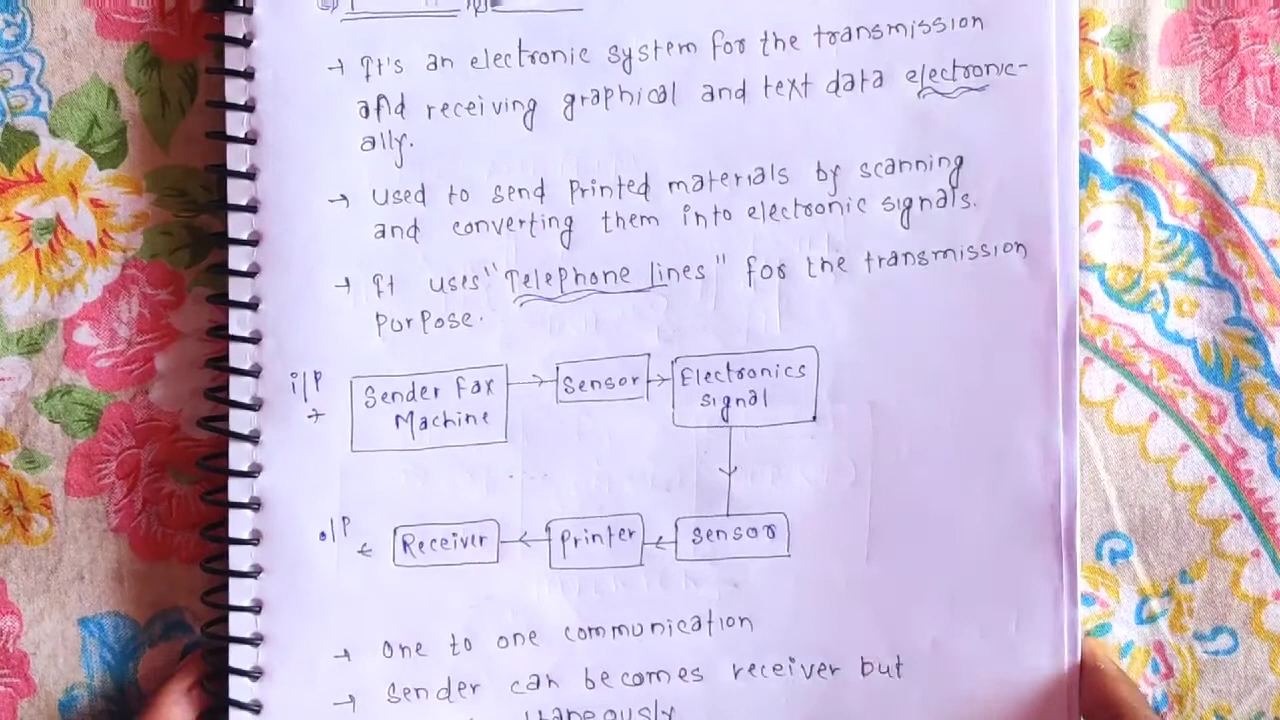 → It's an electronic system for the transmission
and receiving graphical and text data electronic-
ally.
→ used to send Printed materials by scanning
and converting them into electronic signals.
→ It uses "Telephone lines" for the transmission
Purpose.
i/P →
Sender Fax
Machine
Sensor
Electronics
signal
o/P ←
Receiver
Printer
Sensor
→ One to one communication
→ Sender can becomes receiver but